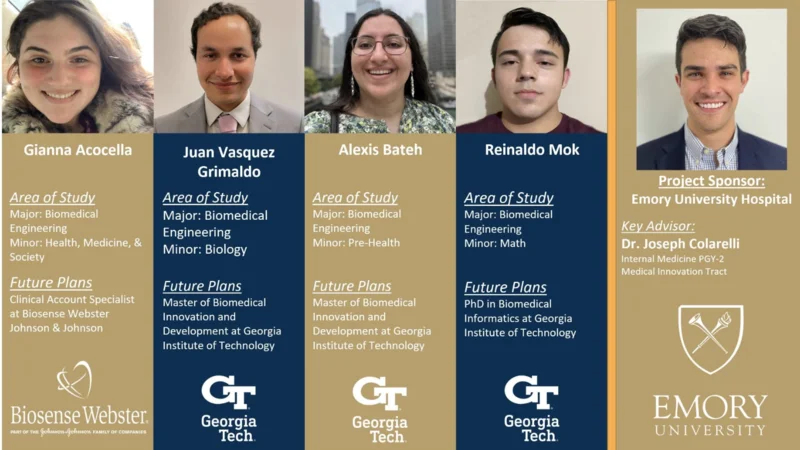 Gianna Acocella
Area of Study
Major: Biomedical
Engineering
Minor: Health, Medicine, &
Society
Future Plans
Clinical Account Specialist
at Biosense Webster
Johnson & Johnson
Biosense Webster®
PART OF THE Johnson-Johnson FAMILY OF COMPANIES
Juan Vasquez
Grimaldo
Area of Study
Major: Biomedical
Engineering
Minor: Biology
Future Plans
Master of Biomedical
Innovation and
Development at Georgia
Institute of Technology
GT
Georgia
Tech
Alexis Bateh
Area of Study
Major: Biomedical
Engineering
Minor: Pre-Health
Future Plans
Master of Biomedical
Innovation and
Development at Georgia
Institute of Technology
GT
Georgia
Tech
Reinaldo Mok
Area of Study
Major: Biomedical
Engineering
Minor: Math
Future Plans
PhD in Biomedical
Informatics at Georgia
Institute of Technology
GT
Georgia
Tech
Project Sponsor:
Emory University Hospital
Key Advisor:
Dr. Joseph Colarelli
Internal Medicine PGY-2
Medical Innovation Tract
EMORY
UNIVERSITY